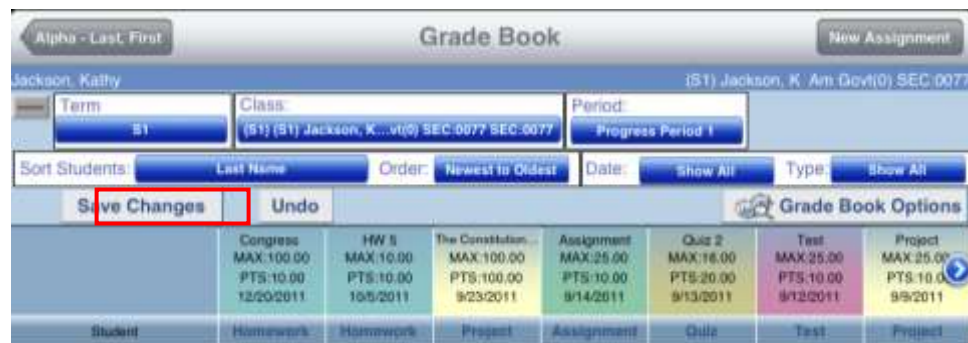 Alpha - Last, First Grade Book New Assignment
Jackson, Kathy (S1) Jackson, K Am Govt(0) SEC:0077
Term Class: Period:
S1 (S1) (S1) Jackson, K...vt(0) SEC:0077 SEC:0077 Progress Period 1
Sort Students: Last Name Order: Newest to Oldest Date: Show All Type: Show All
Save Changes Undo Grade Book Options
Congress HW 5 The Constitution... Assignment Quiz 2 Test Project
MAX:100.00 MAX:10.00 MAX:100.00 MAX:25.00 MAX:16.00 MAX:25.00 MAX:25.00
PTS:10.00 PTS:10.00 PTS:100.00 PTS:10.00 PTS:20.00 PTS:10.00 PTS:10.0
12/20/2011 10/5/2011 9/23/2011 9/14/2011 9/13/2011 9/12/2011 9/9/2011
Student Homework Homework Project Assignment Quiz Test Project